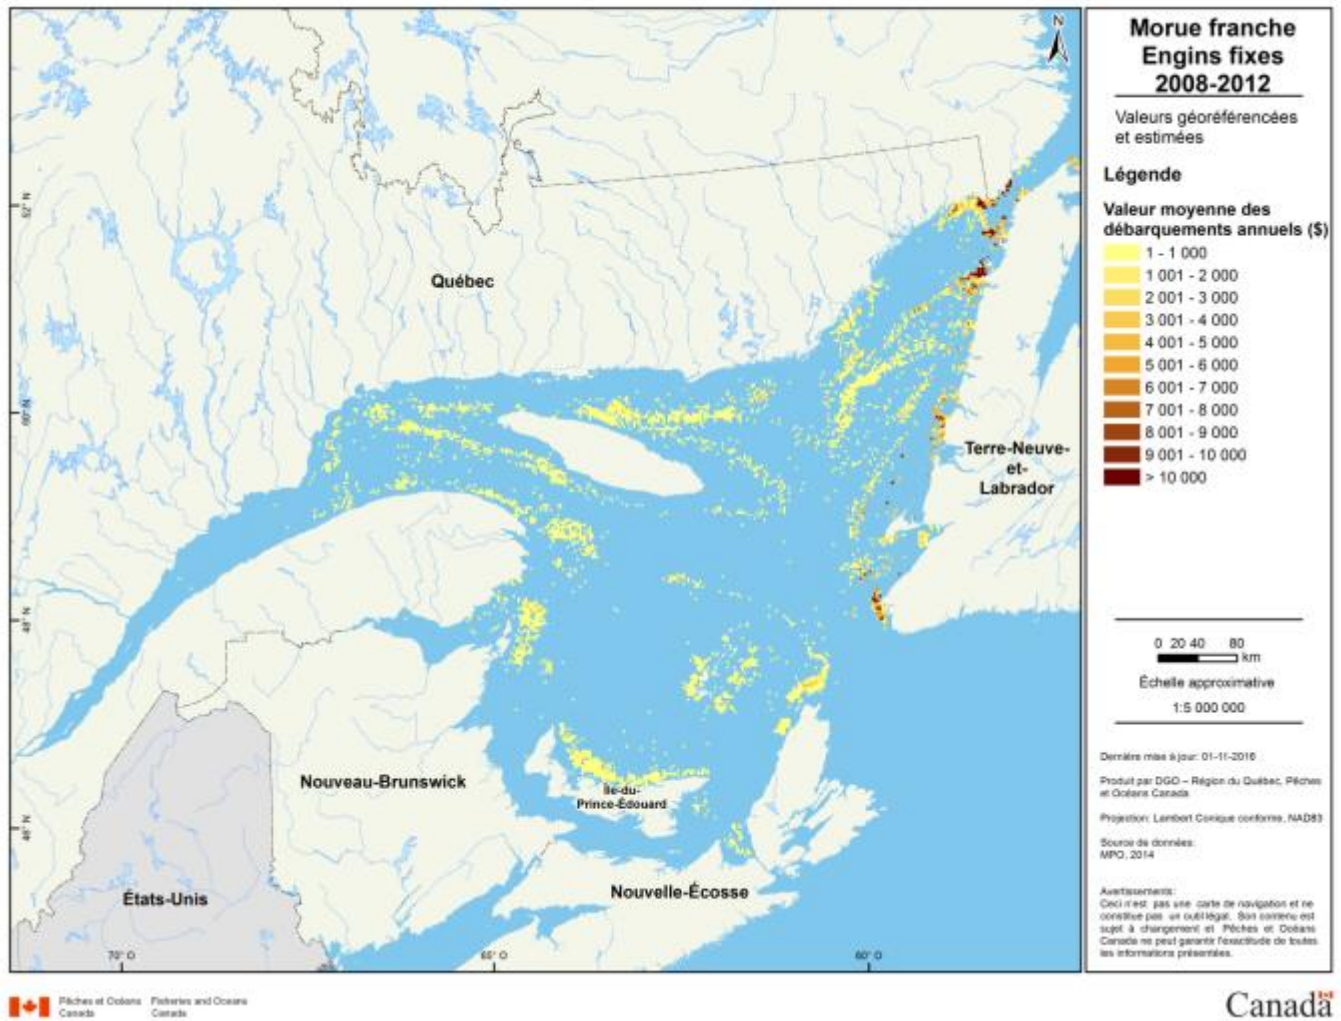 Morue franche
Engins fixes
2008-2012
Valeurs géoréférencées
et estimées
Légende
Valeur moyenne des
débarquements annuels ($)
1 - 1 000
1 001 - 2 000
2 001 - 3 000
3 001 - 4 000
4 001 - 5 000
5 001 - 6 000
6 001 - 7 000
7 001 - 8 000
8 001 - 9 000
9 001 - 10 000
> 10 000
0 20 40 80
km
Échelle approximative
1:5 000 000
Dernière mise à jour: 01-11-2016
Produit par DGO – Région du Québec, Pêches
et Océans Canada
Projection: Lambert Conique conforme, NAD83
Source de données:
MPO, 2014
Avertissements:
Ceci n'est pas une carte de navigation et ne
constitue pas un outil légal. Son contenu est
sujet à changement et Pêches et Océans
Canada ne peut garantir l'exactitude de toutes
les informations présentées.
N
52° N
50° N
48° N
46° N
Québec
Terre-Neuve-
et-
Labrador
Nouveau-Brunswick
Île-du-
Prince-Édouard
Nouvelle-Écosse
États-Unis
70° O
65° O
60° O
Pêches et Océans Fisheries and Oceans
Canada Canada
Canada